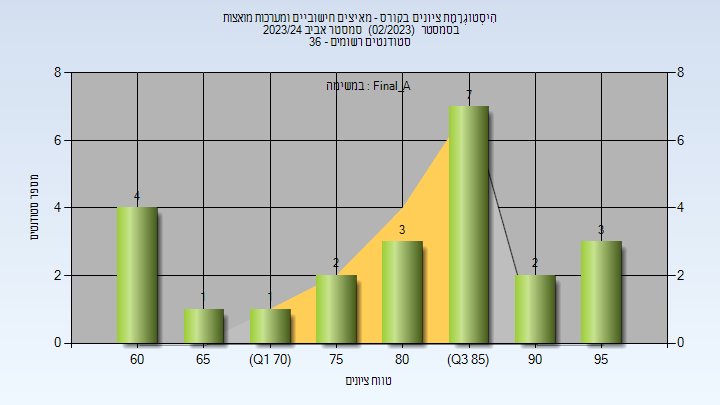 הִיסְטוֹגְרַמַת ציונים בקורס - מאיצים חישוביים ומערכות מואצות
בסמסטר (02/2023) סמסטר אביב 2023/24
סטודנטים רשומים - 36
במשימה : Final_A
מספר סטודנטים
8 8
6 6
4 4
2 2
0 0
4 1 1 2 3 7 2 3
60 65 (Q1 70) 75 80 (Q3 85) 90 95
טווח ציונים